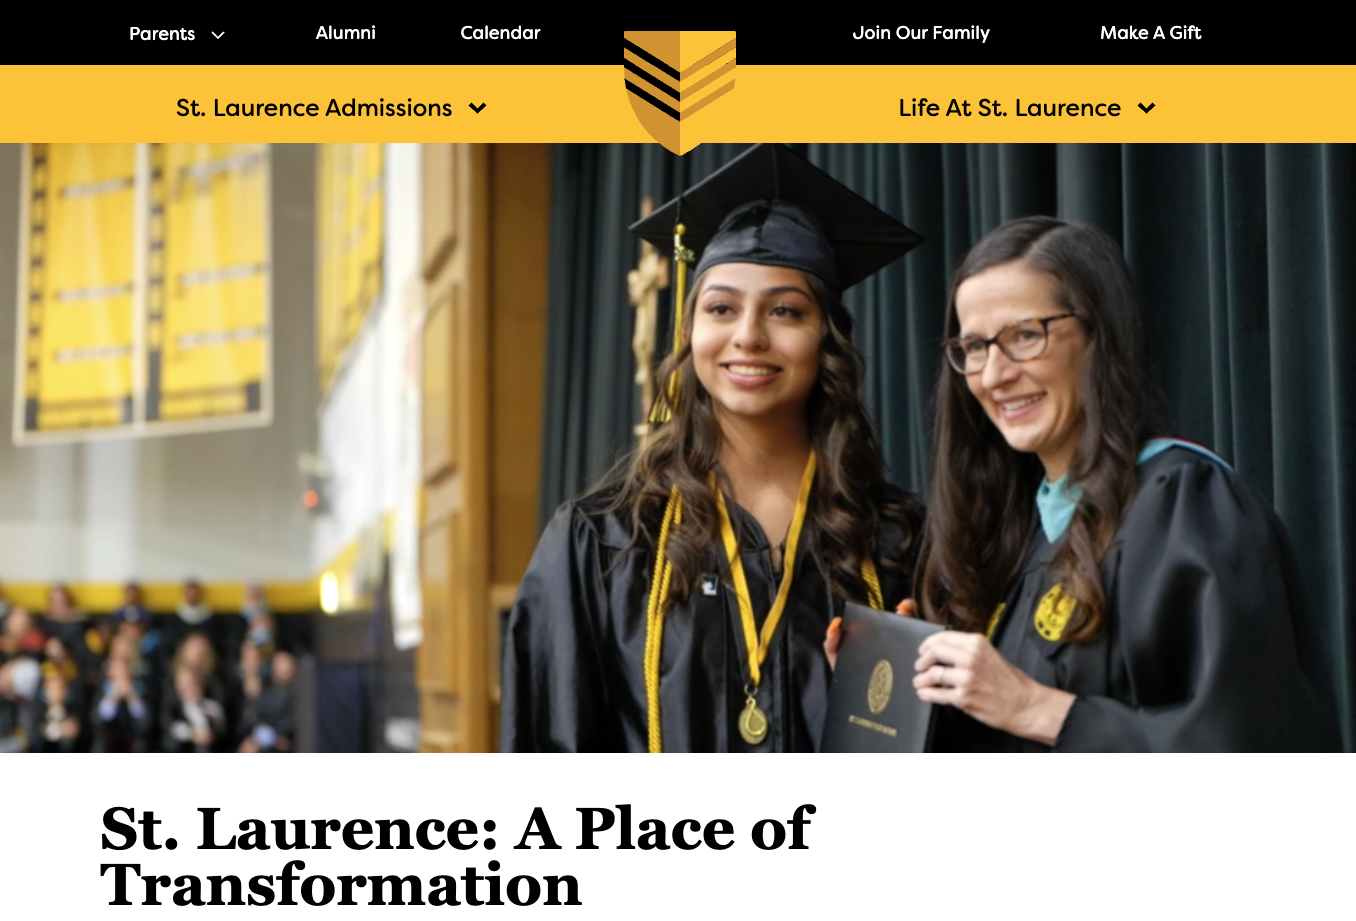 Parents
Alumni
Calendar
Join Our Family
Make A Gift
St. Laurence Admissions
Life At St. Laurence
St. Laurence: A Place of
Transformation